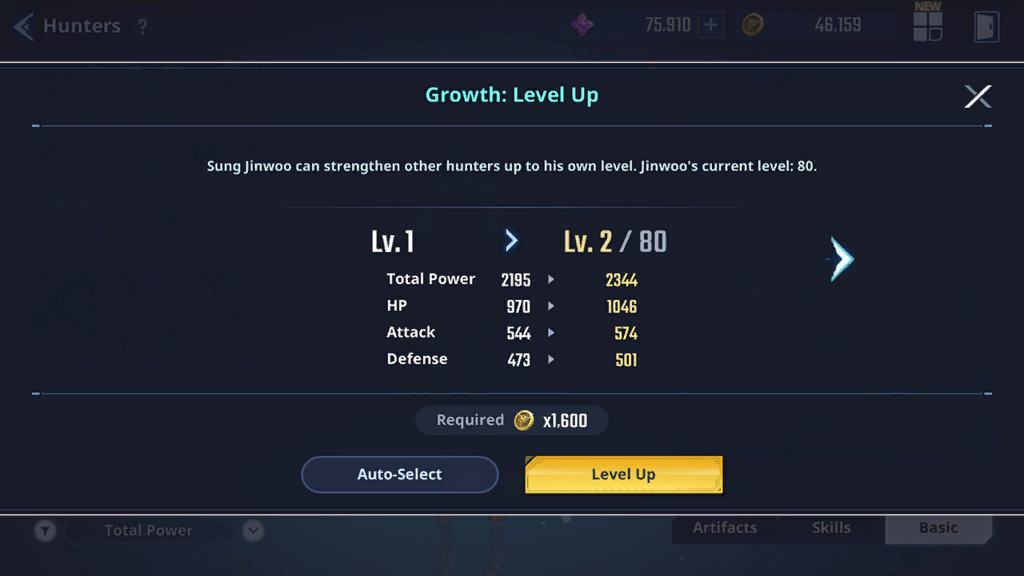 Hunters ?
75,910 + 46,159
NEW
Growth: Level Up
Sung Jinwoo can strengthen other hunters up to his own level. Jinwoo's current level: 80.
Lv. 1 Lv. 2 / 80
Total Power 2195 2344
HP 970 1046
Attack 544 574
Defense 473 501
Required x1,600
Auto-Select Level Up
Total Power Artifacts Skills Basic